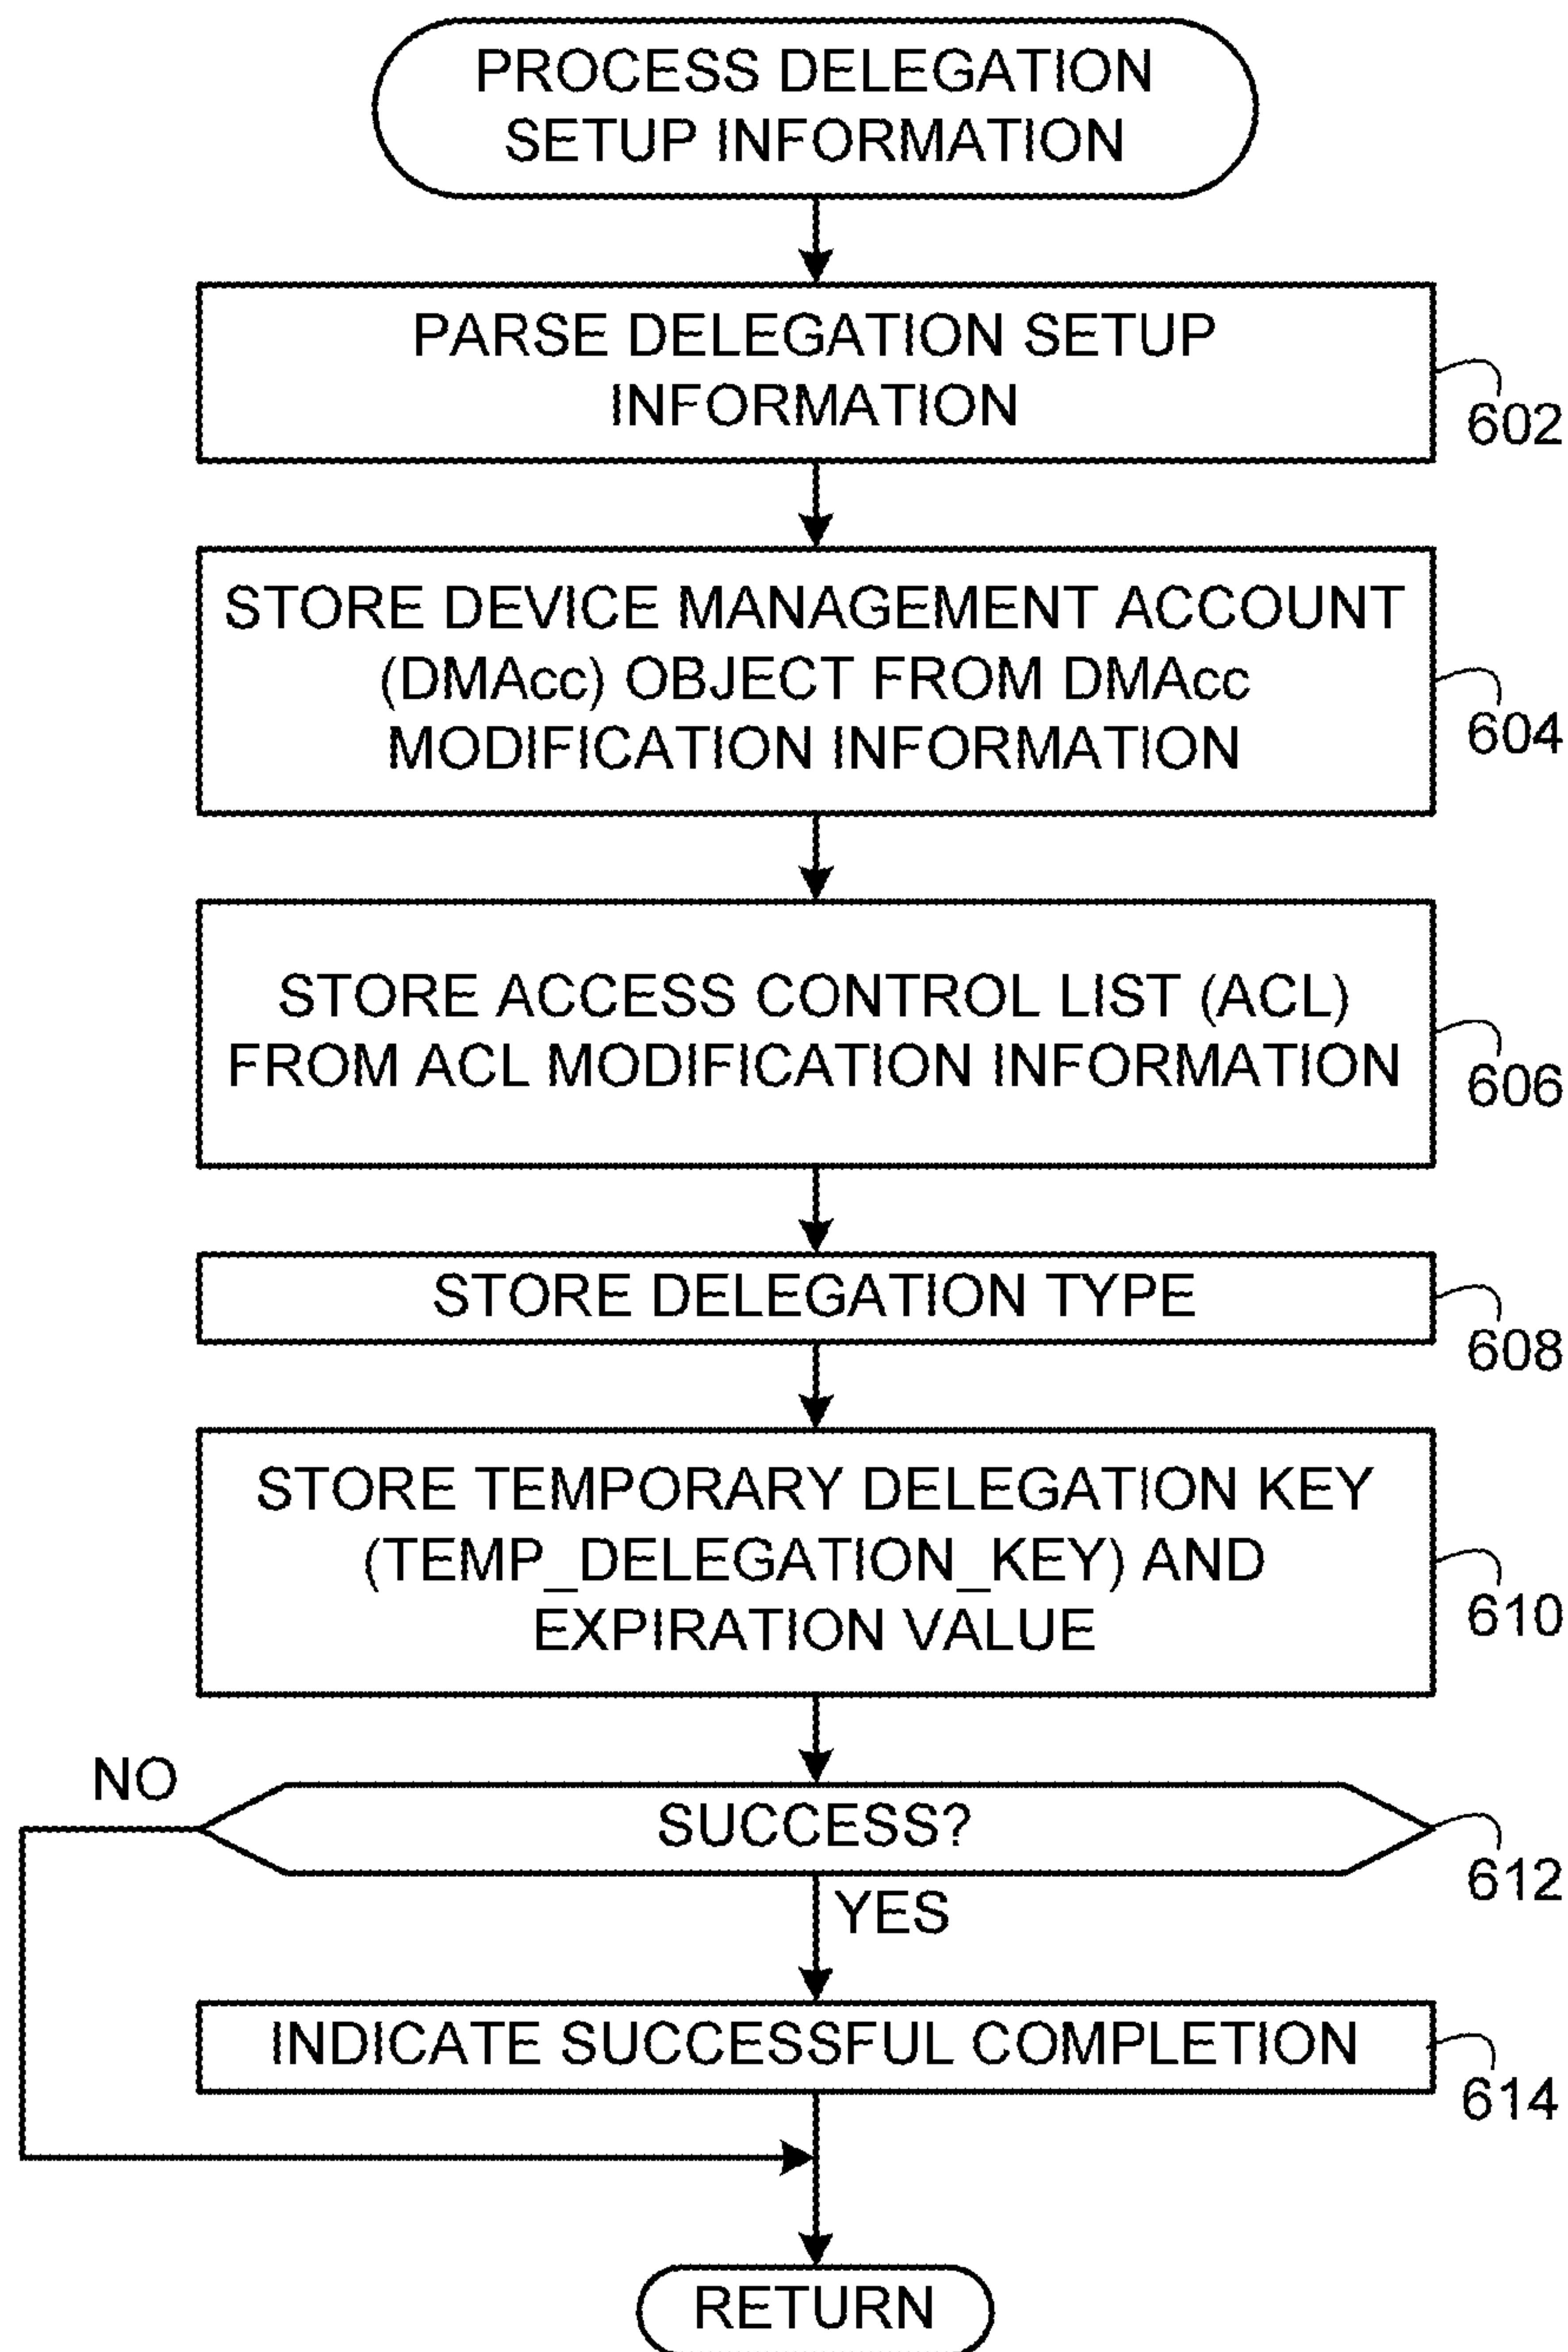 PROCESS DELEGATION
SETUP INFORMATION
PARSE DELEGATION SETUP
INFORMATION
602
STORE DEVICE MANAGEMENT ACCOUNT
(DMAcc) OBJECT FROM DMAcc
MODIFICATION INFORMATION
604
STORE ACCESS CONTROL LIST (ACL)
FROM ACL MODIFICATION INFORMATION
606
STORE DELEGATION TYPE
608
STORE TEMPORARY DELEGATION KEY
(TEMP_DELEGATION_KEY) AND
EXPIRATION VALUE
610
NO
SUCCESS?
612
YES
INDICATE SUCCESSFUL COMPLETION
614
RETURN